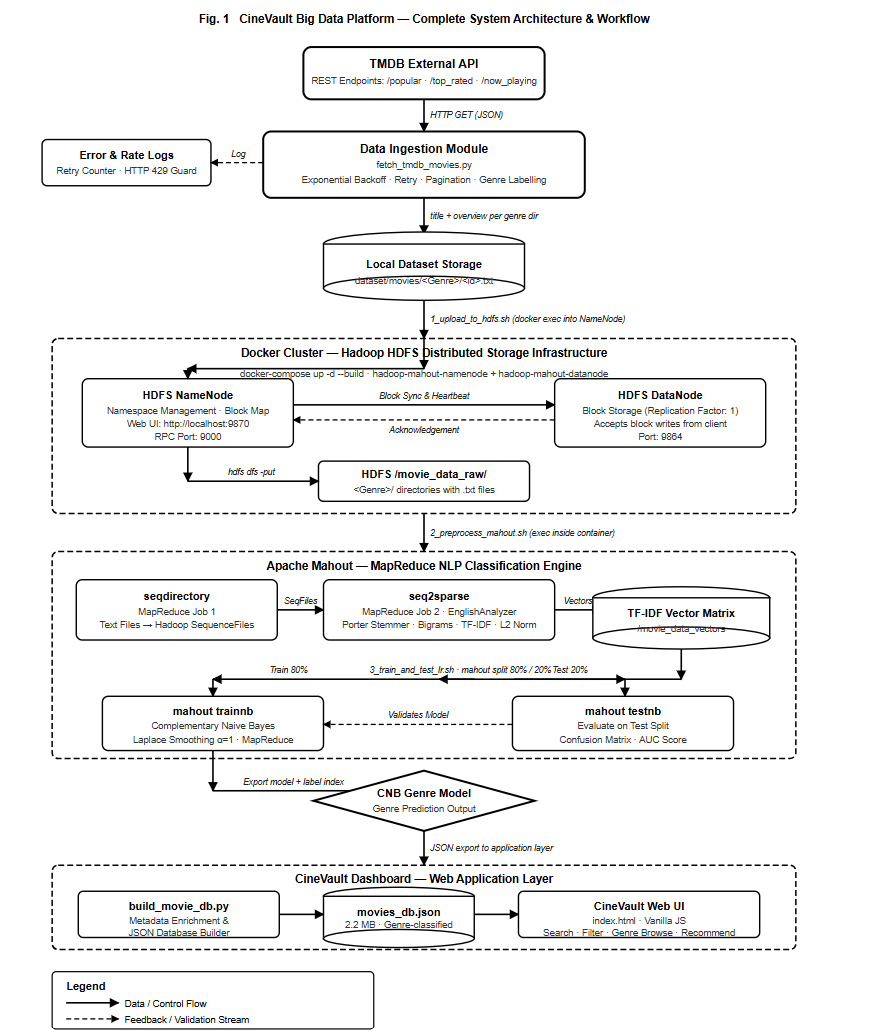 Fig. 1 CineVault Big Data Platform — Complete System Architecture & Workflow
TMDB External API
REST Endpoints: /popular · /top_rated · /now_playing
HTTP GET (JSON)
Data Ingestion Module
fetch_tmdb_movies.py
Exponential Backoff · Retry · Pagination · Genre Labelling
Log
Error & Rate Logs
Retry Counter · HTTP 429 Guard
title + overview per genre dir
Local Dataset Storage
dataset/movies/<Genre>/<id>.txt
1_upload_to_hdfs.sh (docker exec into NameNode)
Docker Cluster — Hadoop HDFS Distributed Storage Infrastructure
docker-compose up -d --build · hadoop-mahout-namenode + hadoop-mahout-datanode
HDFS NameNode
Namespace Management · Block Map
Web UI: http://localhost:9870
RPC Port: 9000
Block Sync & Heartbeat
Acknowledgement
HDFS DataNode
Block Storage (Replication Factor: 1)
Accepts block writes from client
Port: 9864
hdfs dfs -put
HDFS /movie_data_raw/
<Genre>/ directories with .txt files
2_preprocess_mahout.sh (exec inside container)
Apache Mahout — MapReduce NLP Classification Engine
seqdirectory
MapReduce Job 1
Text Files → Hadoop SequenceFiles
SeqFiles
seq2sparse
MapReduce Job 2 · EnglishAnalyzer
Porter Stemmer · Bigrams · TF-IDF · L2 Norm
Vectors
TF-IDF Vector Matrix
/movie_data_vectors
Train 80%
3_train_and_test_lr.sh · mahout split 80% / 20%
Test 20%
mahout trainnb
Complementary Naive Bayes
Laplace Smoothing α=1 · MapReduce
Validates Model
mahout testnb
Evaluate on Test Split
Confusion Matrix · AUC Score
Export model + label index
CNB Genre Model
Genre Prediction Output
JSON export to application layer
CineVault Dashboard — Web Application Layer
build_movie_db.py
Metadata Enrichment &
JSON Database Builder
movies_db.json
2.2 MB · Genre-classified
CineVault Web UI
index.html · Vanilla JS
Search · Filter · Genre Browse · Recommend
Legend
Data / Control Flow
Feedback / Validation Stream